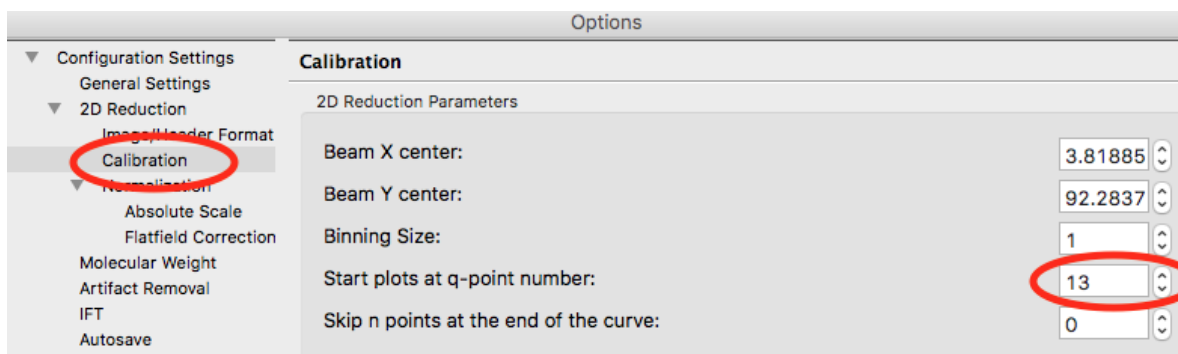 Options
Configuration Settings
General Settings
2D Reduction
Image/Header Format
Calibration
Normalization
Absolute Scale
Flatfield Correction
Molecular Weight
Artifact Removal
IFT
Autosave
Calibration
2D Reduction Parameters
Beam X center: 3.81885
Beam Y center: 92.2837
Binning Size: 1
Start plots at q-point number: 13
Skip n points at the end of the curve: 0